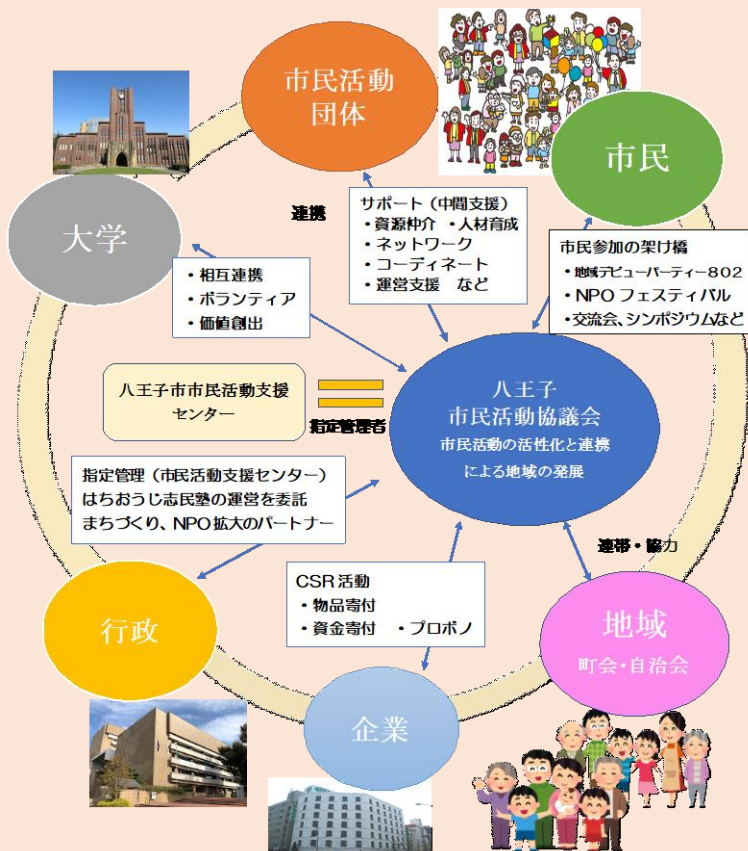 市民活動
団体
市民
大学
連携
サポート（中間支援）
・資源仲介 ・人材育成
・ネットワーク
・コーディネート
・運営支援 など
市民参加の架け橋
・地域デビューパーティー８０２
・NPOフェスティバル
・交流会、シンポジウムなど
・相互連携
・ボランティア
・価値創出
八王子市市民活動支援
センター
指定管理者
八王子
市民活動協議会
市民活動の活性化と連携
による地域の発展
指定管理（市民活動支援センター）
はちおうじ志民塾の運営を委託
まちづくり、NPO拡大のパートナー
連帯・協力
CSR活動
・物品寄付
・資金寄付 ・プロボノ
行政
地域
町会・自治会
企業